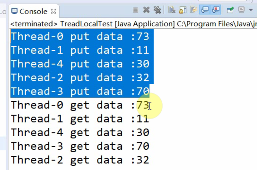 Console
<terminated> TreadLocalTest [Java Application] C:\Program Files\Java\jr
Thread-0 put data :73
Thread-1 put data :11
Thread-4 put data :30
Thread-2 put data :32
Thread-3 put data :70
Thread-0 get data :73
Thread-1 get data :11
Thread-4 get data :30
Thread-3 get data :70
Thread-2 get data :32